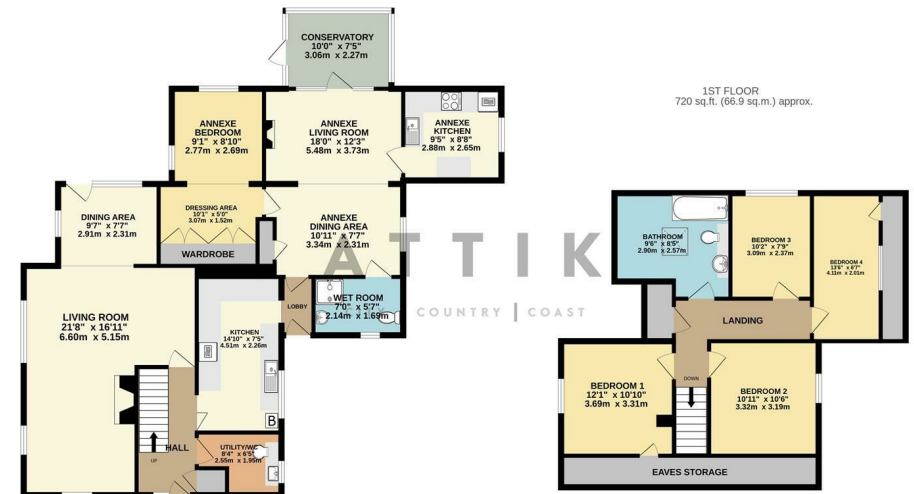 CONSERVATORY
10'0" x 7'5"
3.06m x 2.27m
1ST FLOOR
720 sq.ft. (66.9 sq.m.) approx.
ANNEXE
BEDROOM
9'1" x 8'10"
2.77m x 2.69m
ANNEXE
LIVING ROOM
18'0" x 12'3"
5.48m x 3.73m
ANNEXE
KITCHEN
9'5" x 8'8"
2.88m x 2.65m
DINING AREA
9'7" x 7'7"
2.91m x 2.31m
DRESSING AREA
10'1" x 5'0"
3.07m x 1.52m
WARDROBE
ANNEXE
DINING AREA
10'11" x 7'7"
3.34m x 2.31m
ATTIK
COUNTRY | COAST
LOBBY
WET ROOM
7'0" x 5'7"
2.14m x 1.69m
LIVING ROOM
21'8" x 16'11"
6.60m x 5.15m
KITCHEN
14'10" x 7'5"
4.51m x 2.26m
B
HALL
UP
UTILITY/WC
8'4" x 6'5"
2.55m x 1.95m
BATHROOM
9'6" x 8'5"
2.90m x 2.57m
BEDROOM 3
10'2" x 7'9"
3.09m x 2.37m
BEDROOM 4
13'6" x 6'7"
4.11m x 2.01m
LANDING
DOWN
BEDROOM 1
12'1" x 10'10"
3.69m x 3.31m
BEDROOM 2
10'11" x 10'6"
3.32m x 3.19m
EAVES STORAGE